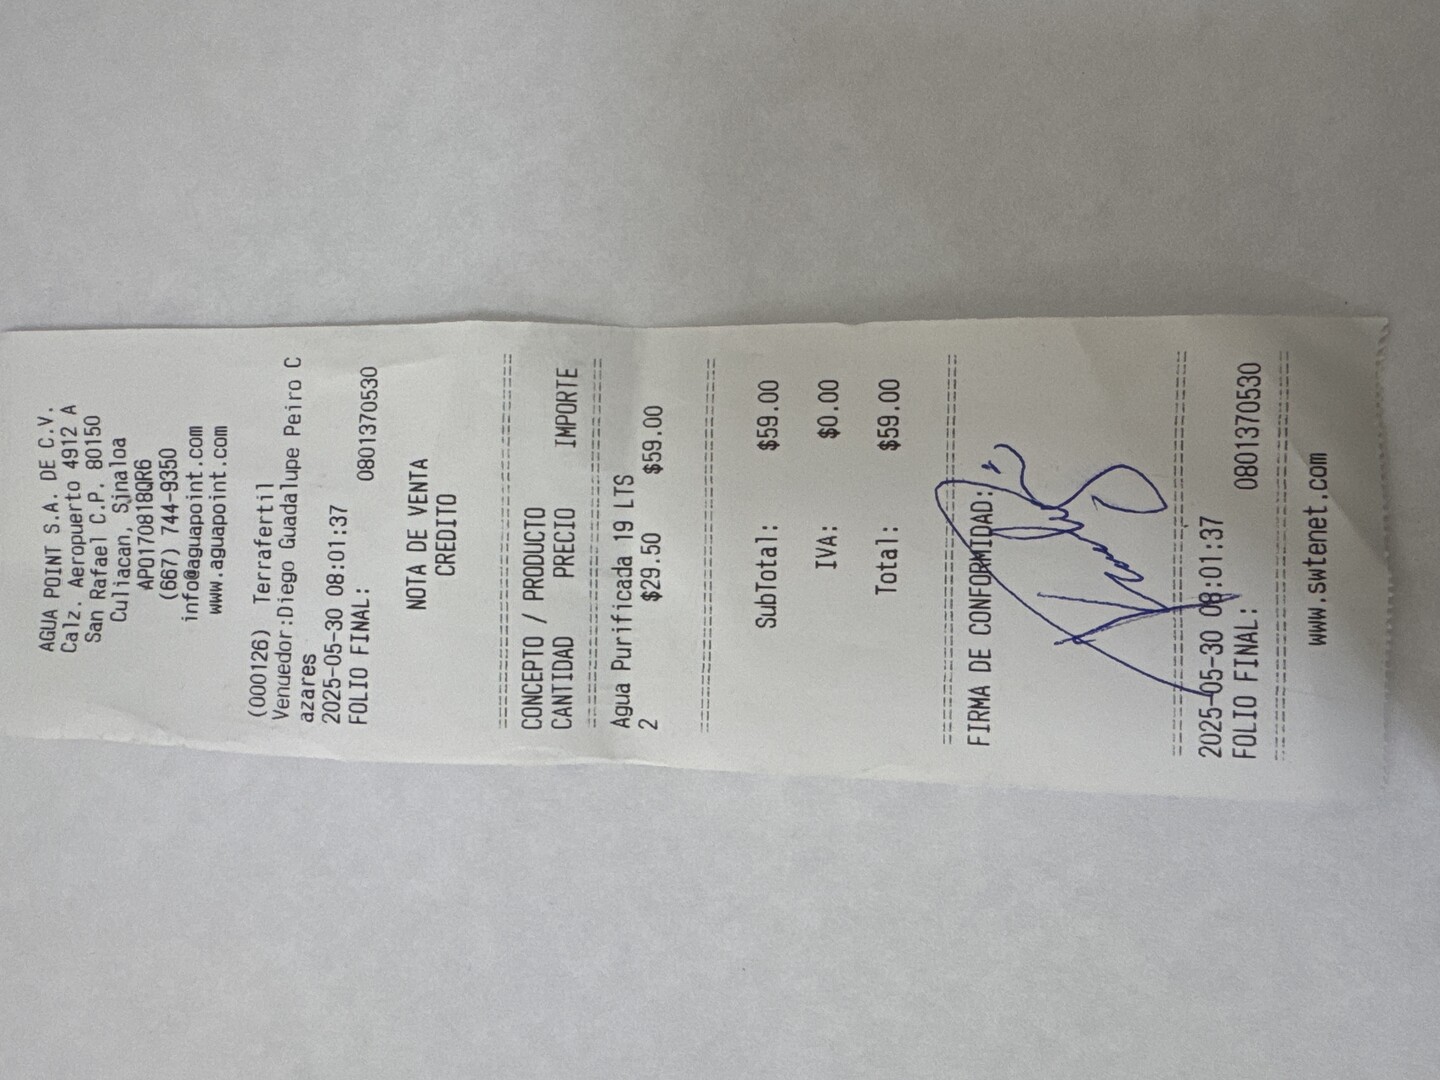 AGUA POINT S.A. DE C.V.
Calz. Aeropuerto 4912 A
San Rafael C.P. 80150
Culiacan, Sinaloa
APO170818QR6
(667) 744-9350
info@aguapoint.com
www.aguapoint.com
(000126) Terrafertil
Venuedor:Diego Guadalupe Peiro C
azares
2025-05-30 08:01:37
FOLIO FINAL: 0801370530
NOTA DE VENTA
CREDITO
CONCEPTO / PRODUCTO
CANTIDAD PRECIO IMPORTE
Agua Purificada 19 LTS
2 $29.50 $59.00
SubTotal: $59.00
IVA: $0.00
Total: $59.00
FIRMA DE CONFORMIDAD:
2025-05-30 08:01:37
FOLIO FINAL: 0801370530
www.swtenet.com